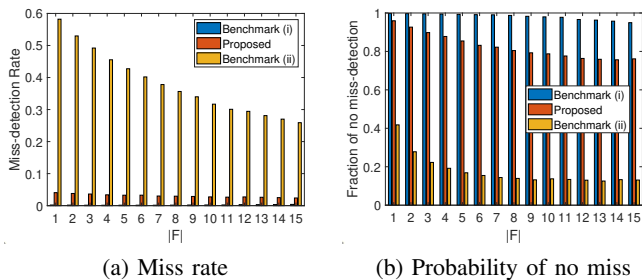 0.6
0.5
0.4
0.3
0.2
0.1
0
Miss-detection Rate
Benchmark (i)
Proposed
Benchmark (ii)
1 2 3 4 5 6 7 8 9 10 11 12 13 14 15
|F|
(a) Miss rate
1
0.8
0.6
0.4
0.2
0
Fraction of no miss-detection
Benchmark (i)
Proposed
Benchmark (ii)
1 2 3 4 5 6 7 8 9 10 11 12 13 14 15
|F|
(b) Probability of no miss